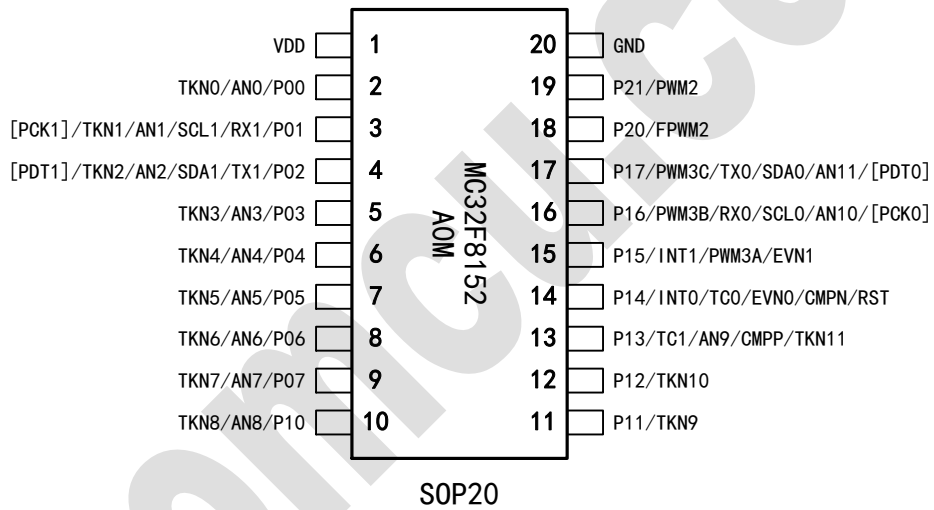 VDD 1 20 GND
TKN0/AN0/P00 2 19 P21/PWM2
[PCK1]/TKN1/AN1/SCL1/RX1/P01 3 18 P20/FPWM2
[PDT1]/TKN2/AN2/SDA1/TX1/P02 4 17 P17/PWM3C/TX0/SDA0/AN11/[PDT0]
TKN3/AN3/P03 5 16 P16/PWM3B/RX0/SCL0/AN10/[PCK0]
TKN4/AN4/P04 6 15 P15/INT1/PWM3A/EVN1
TKN5/AN5/P05 7 14 P14/INT0/TC0/EVN0/CMPN/RST
TKN6/AN6/P06 8 13 P13/TC1/AN9/CMPP/TKN11
TKN7/AN7/P07 9 12 P12/TKN10
TKN8/AN8/P10 10 11 P11/TKN9
MC32F8152
A0M
SOP20